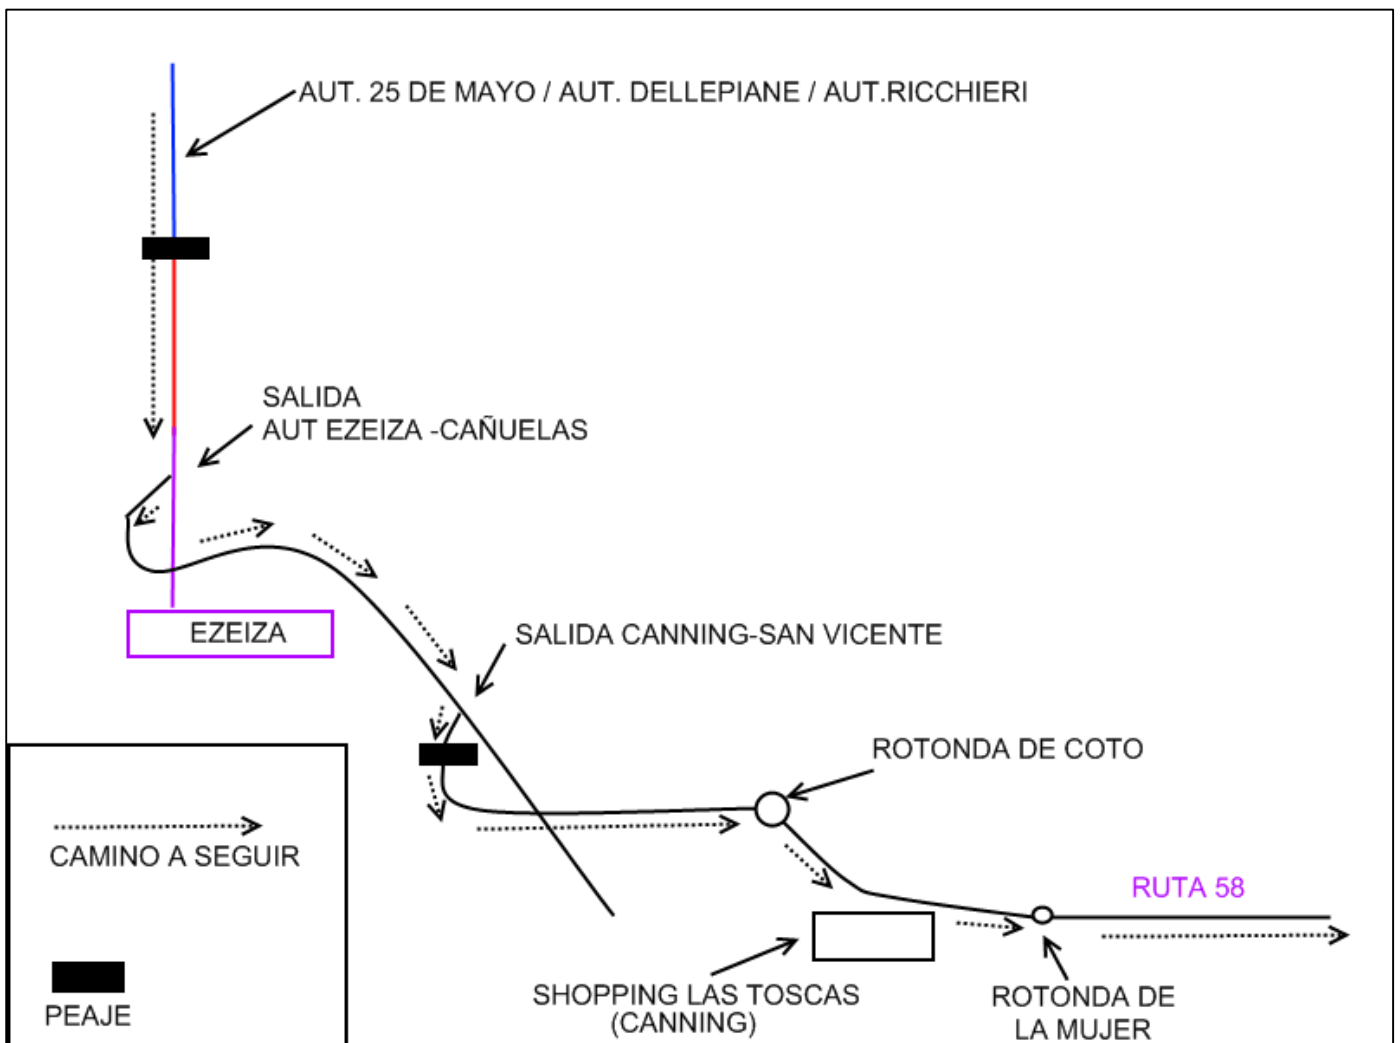 AUT. 25 DE MAYO / AUT. DELLEPIANE / AUT.RICCHIERI
SALIDA
AUT EZEIZA -CAÑUELAS
EZEIZA
SALIDA CANNING-SAN VICENTE
ROTONDA DE COTO
CAMINO A SEGUIR
RUTA 58
SHOPPING LAS TOSCAS
(CANNING)
ROTONDA DE
LA MUJER
PEAJE